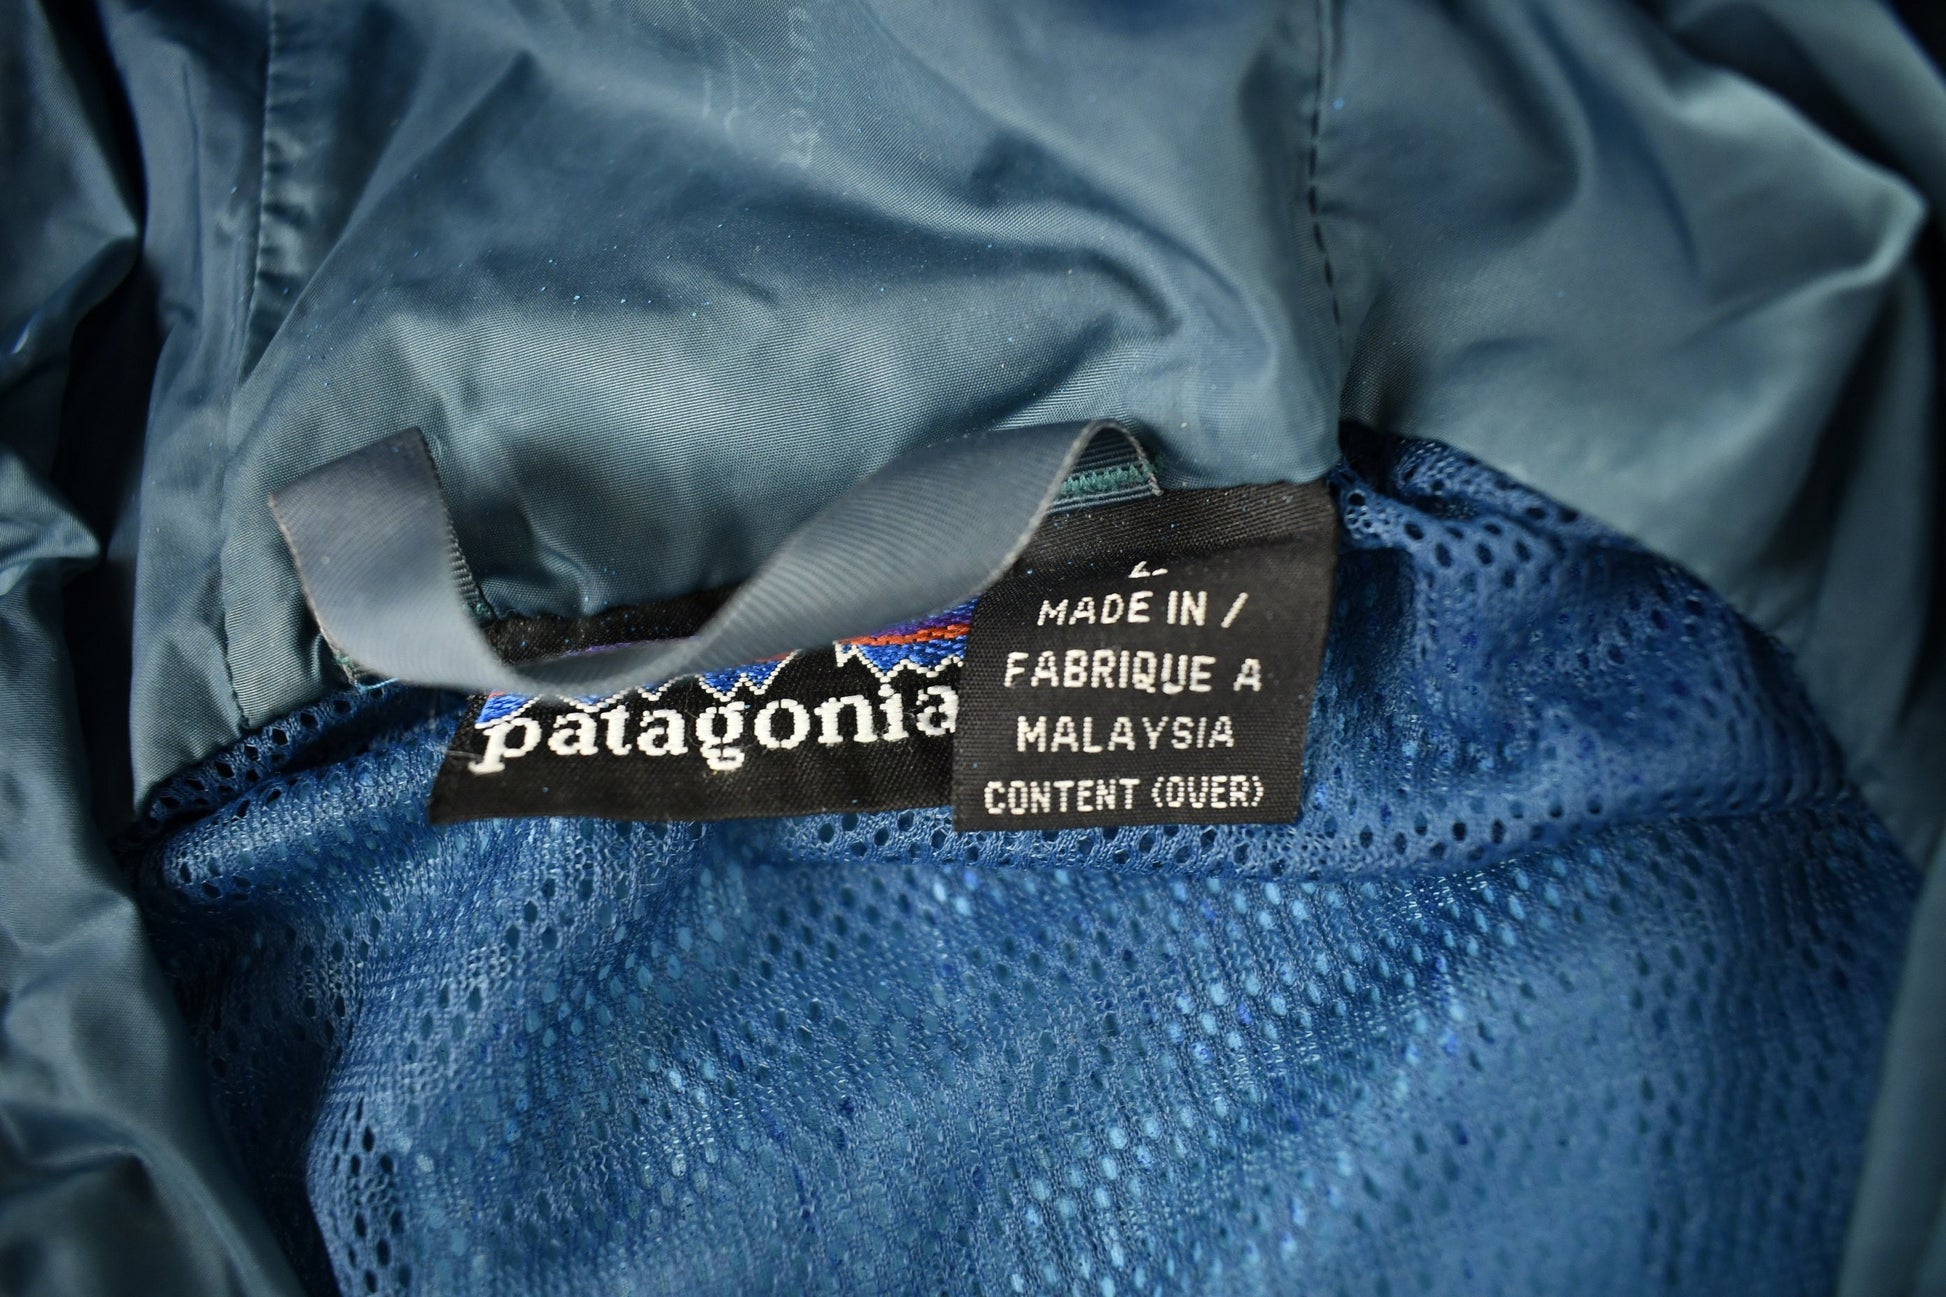 patagonia
MADE IN /
FABRIQUE A
MALAYSIA
CONTENT (OVER)